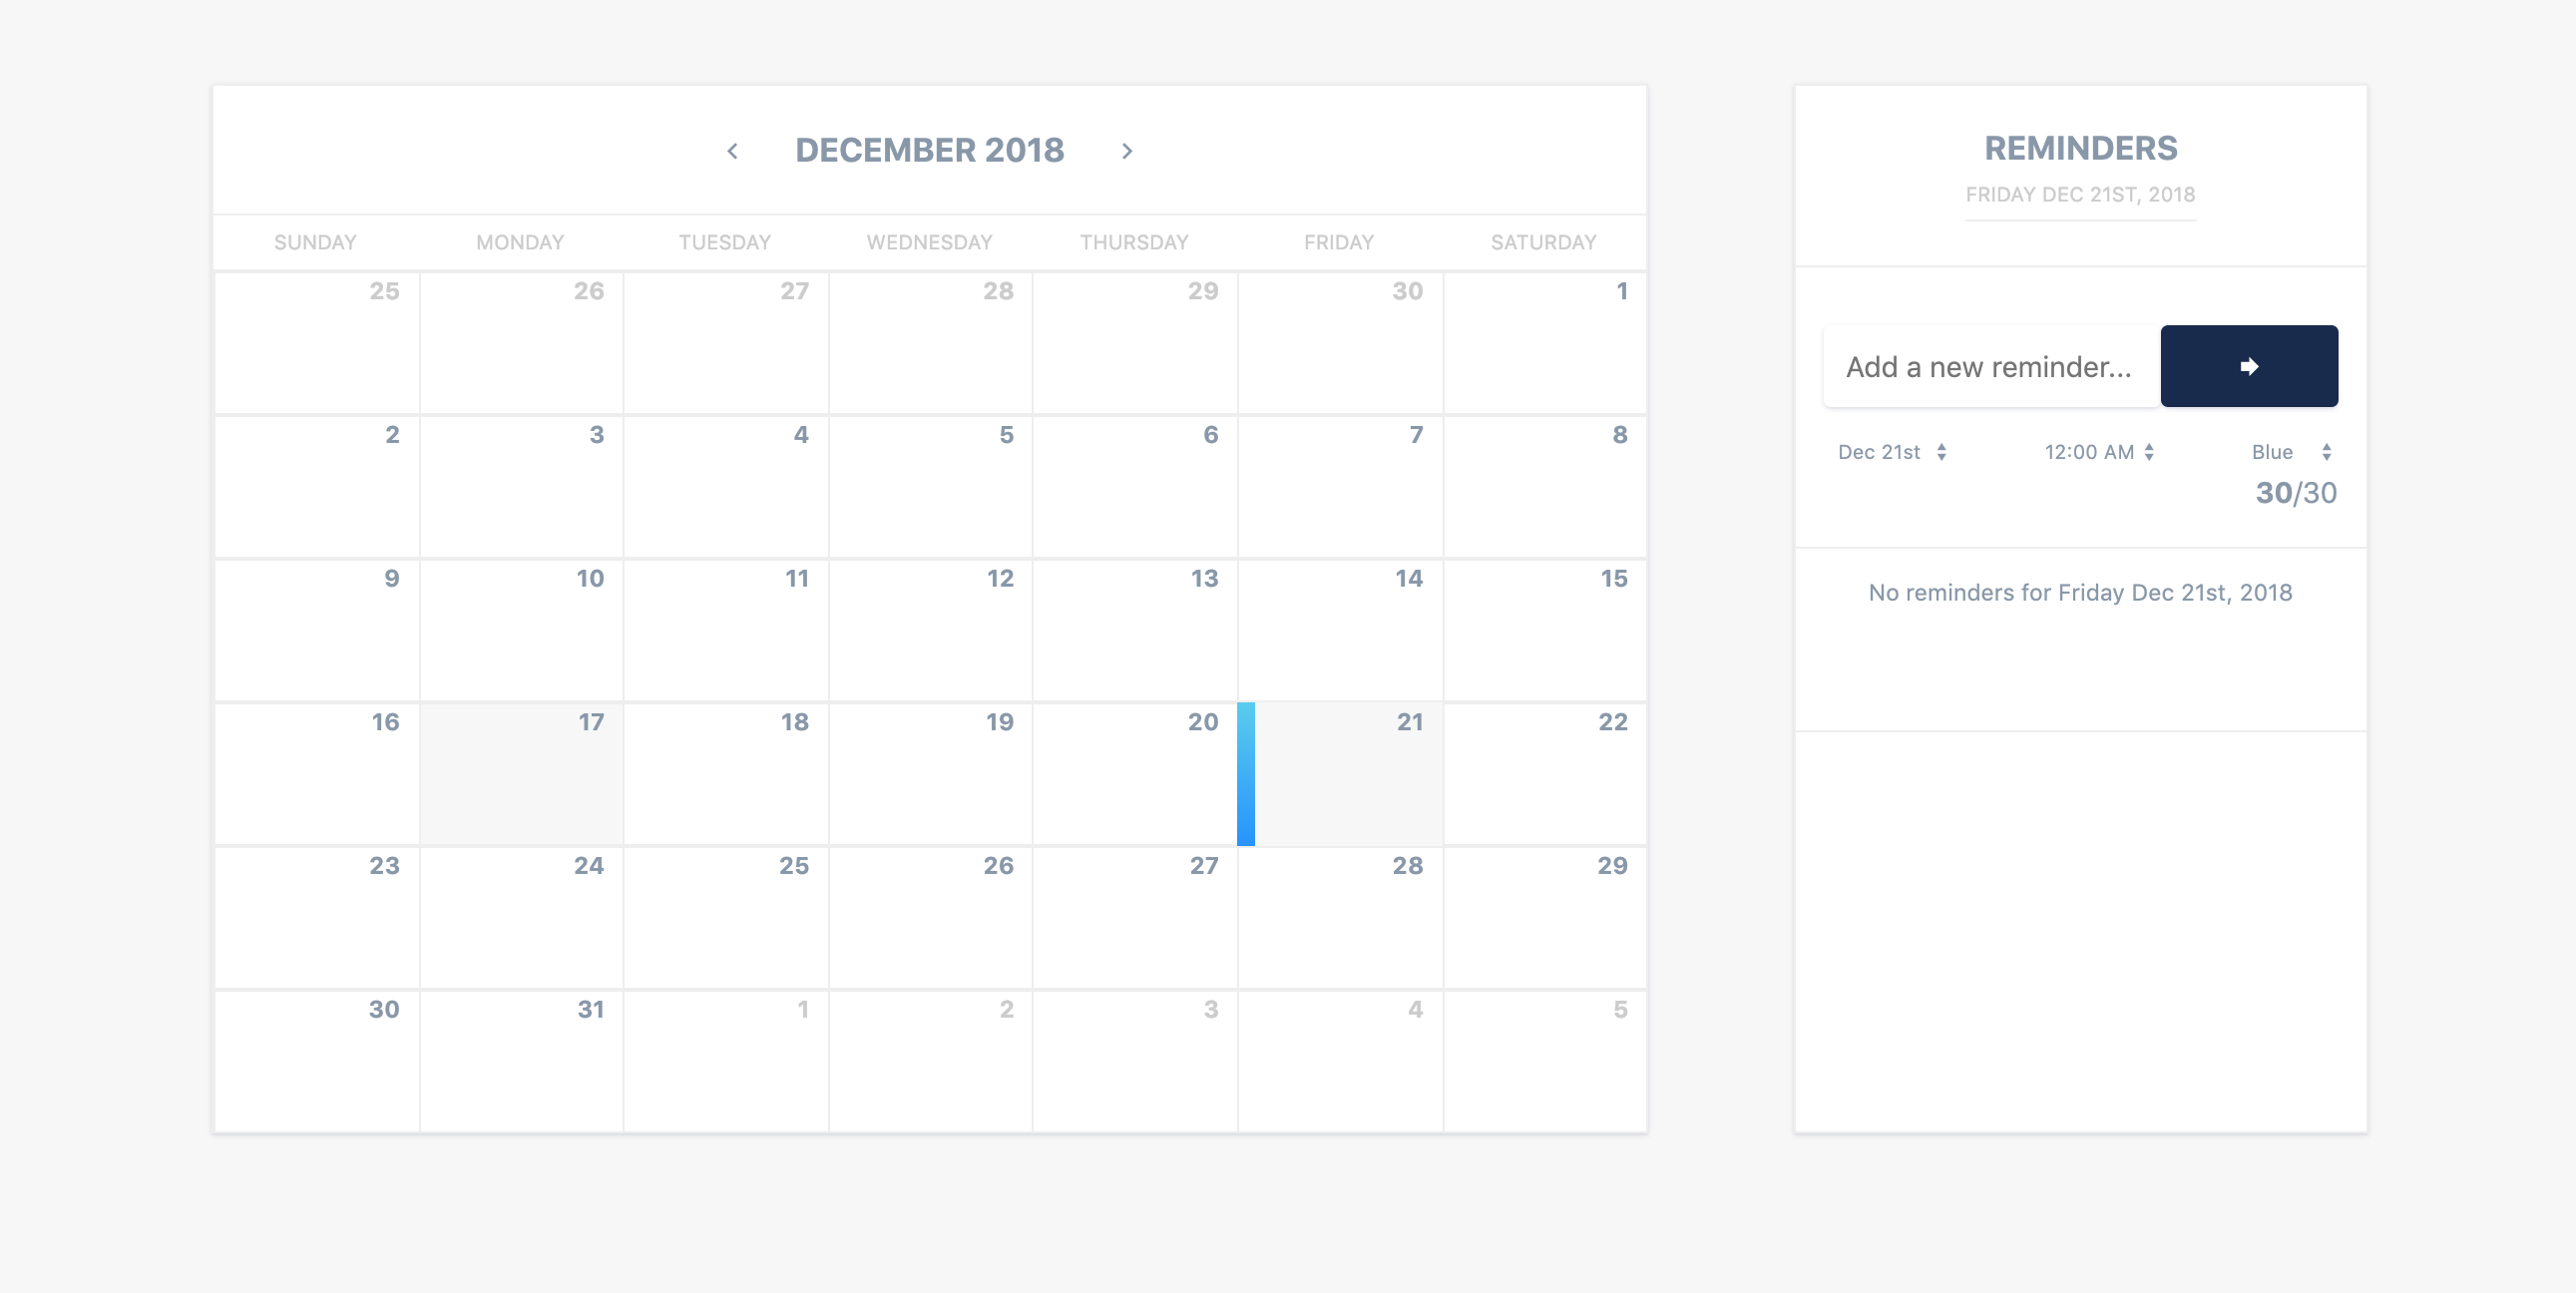 DECEMBER 2018
SUNDAY MONDAY TUESDAY WEDNESDAY THURSDAY FRIDAY SATURDAY
25 26 27 28 29 30 1
2 3 4 5 6 7 8
9 10 11 12 13 14 15
16 17 18 19 20 21 22
23 24 25 26 27 28 29
30 31 1 2 3 4 5
REMINDERS
FRIDAY DEC 21ST, 2018
Add a new reminder...
Dec 21st 12:00 AM Blue
30/30
No reminders for Friday Dec 21st, 2018